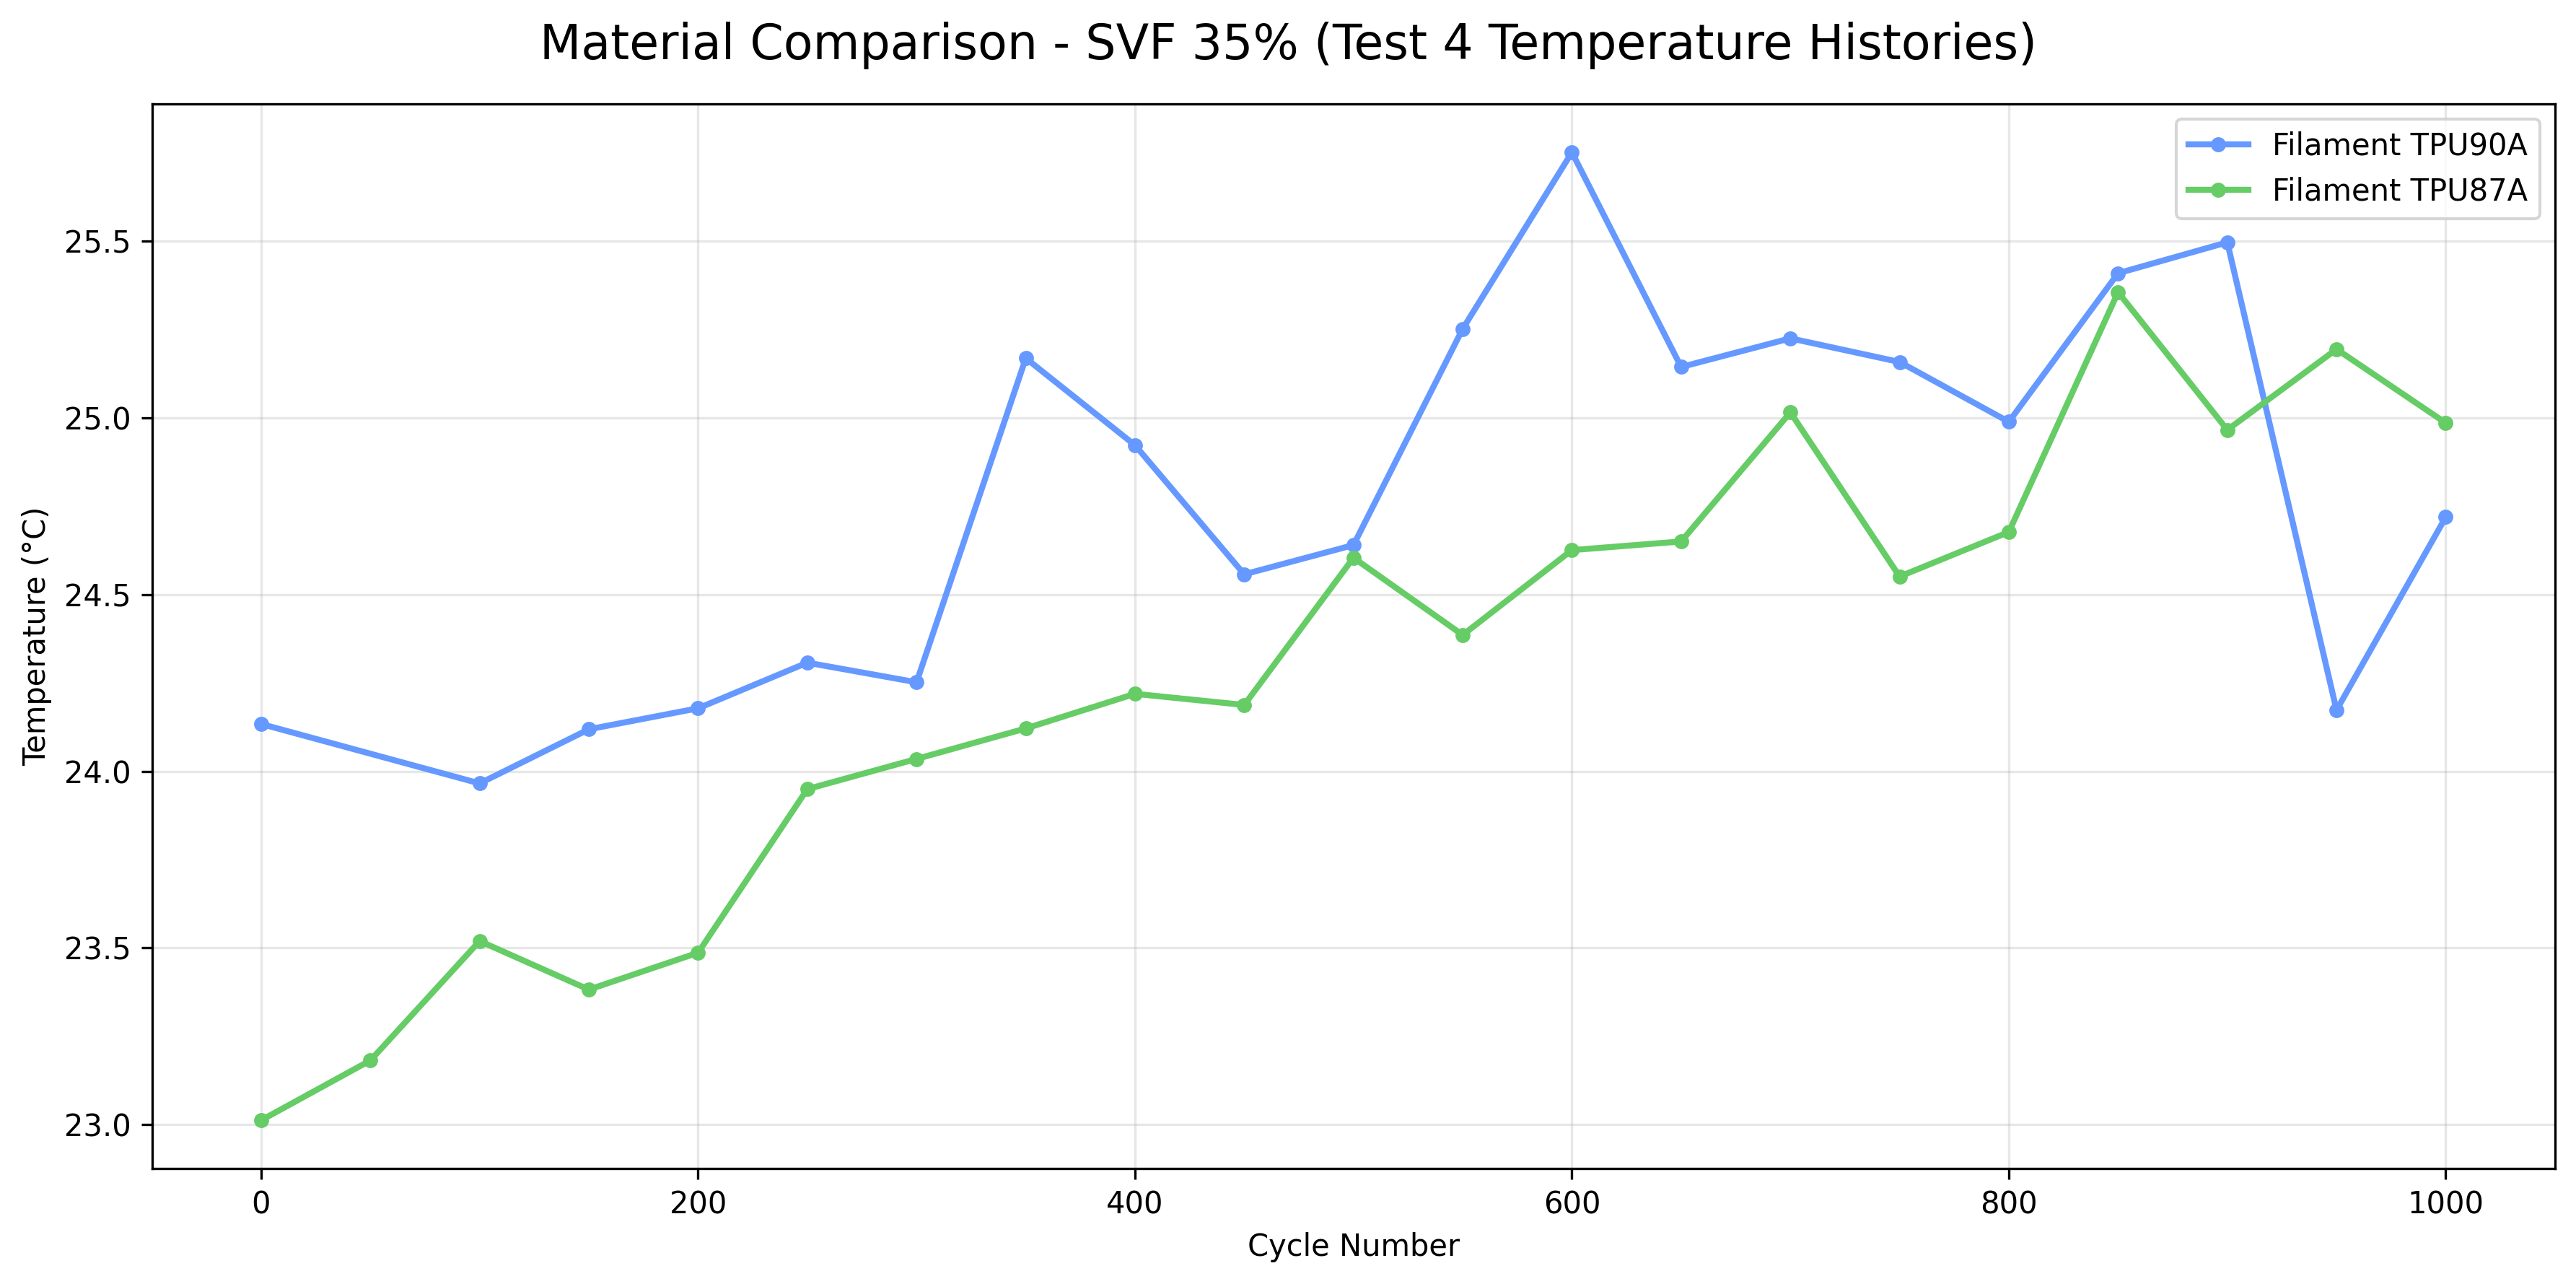 Material Comparison - SVF 35% (Test 4 Temperature Histories)
Filament TPU90A
Filament TPU87A
Temperature (°C)
25.5
25.0
24.5
24.0
23.5
23.0
0
200
400
600
800
1000
Cycle Number